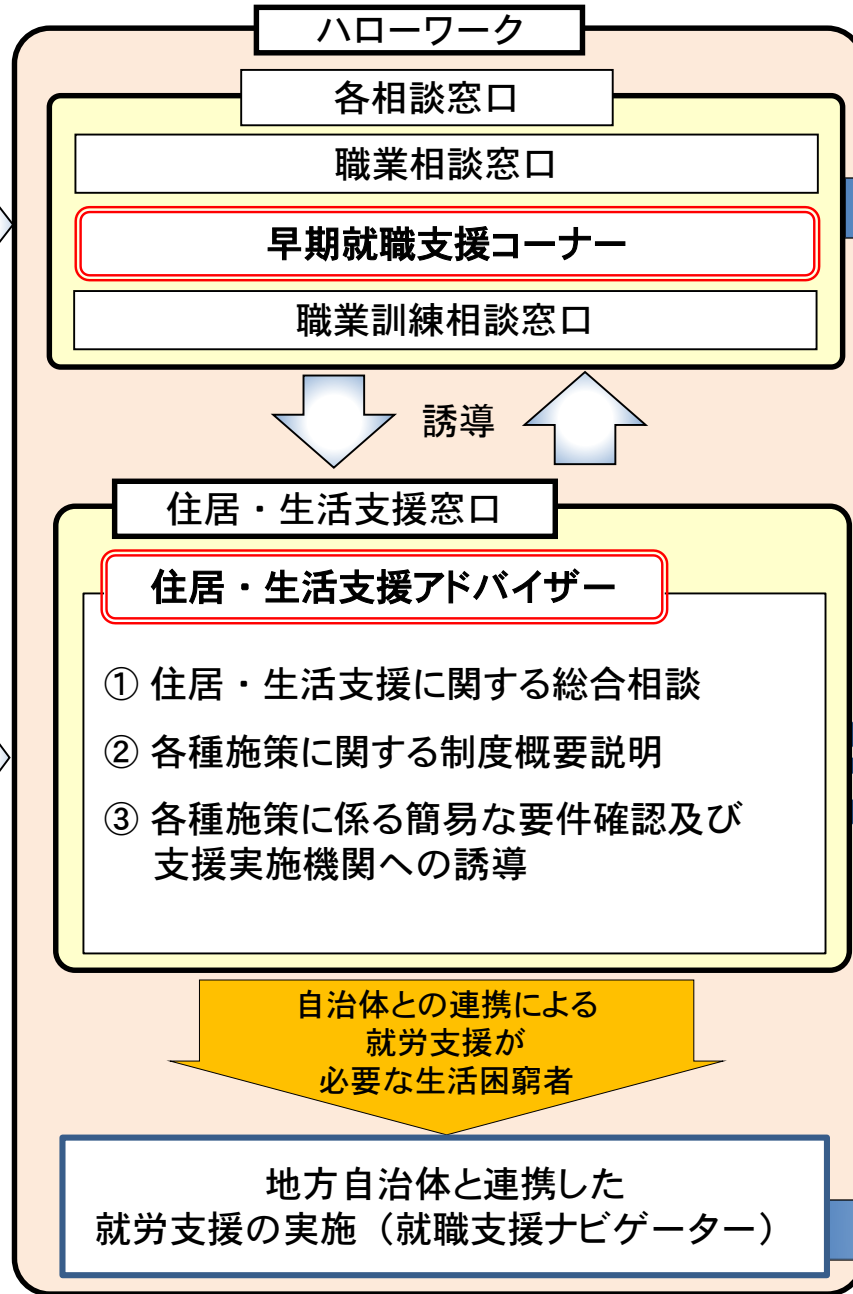 ハローワーク
各相談窓口
職業相談窓口
早期就職支援コーナー
職業訓練相談窓口
誘導
住居・生活支援窓口
住居・生活支援アドバイザー
① 住居・生活支援に関する総合相談
② 各種施策に関する制度概要説明
③ 各種施策に係る簡易な要件確認及び
支援実施機関への誘導
自治体との連携による
就労支援が
必要な生活困窮者
地方自治体と連携した
就労支援の実施（就職支援ナビゲーター）